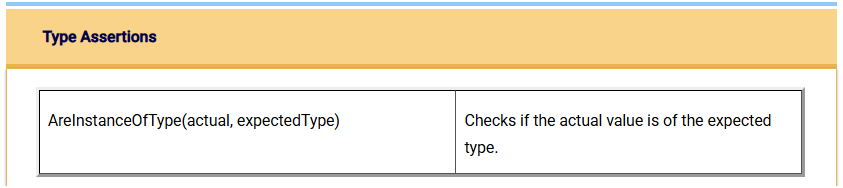 Type Assertions
AreInstanceOfType(actual, expectedType)
Checks if the actual value is of the expected
type.